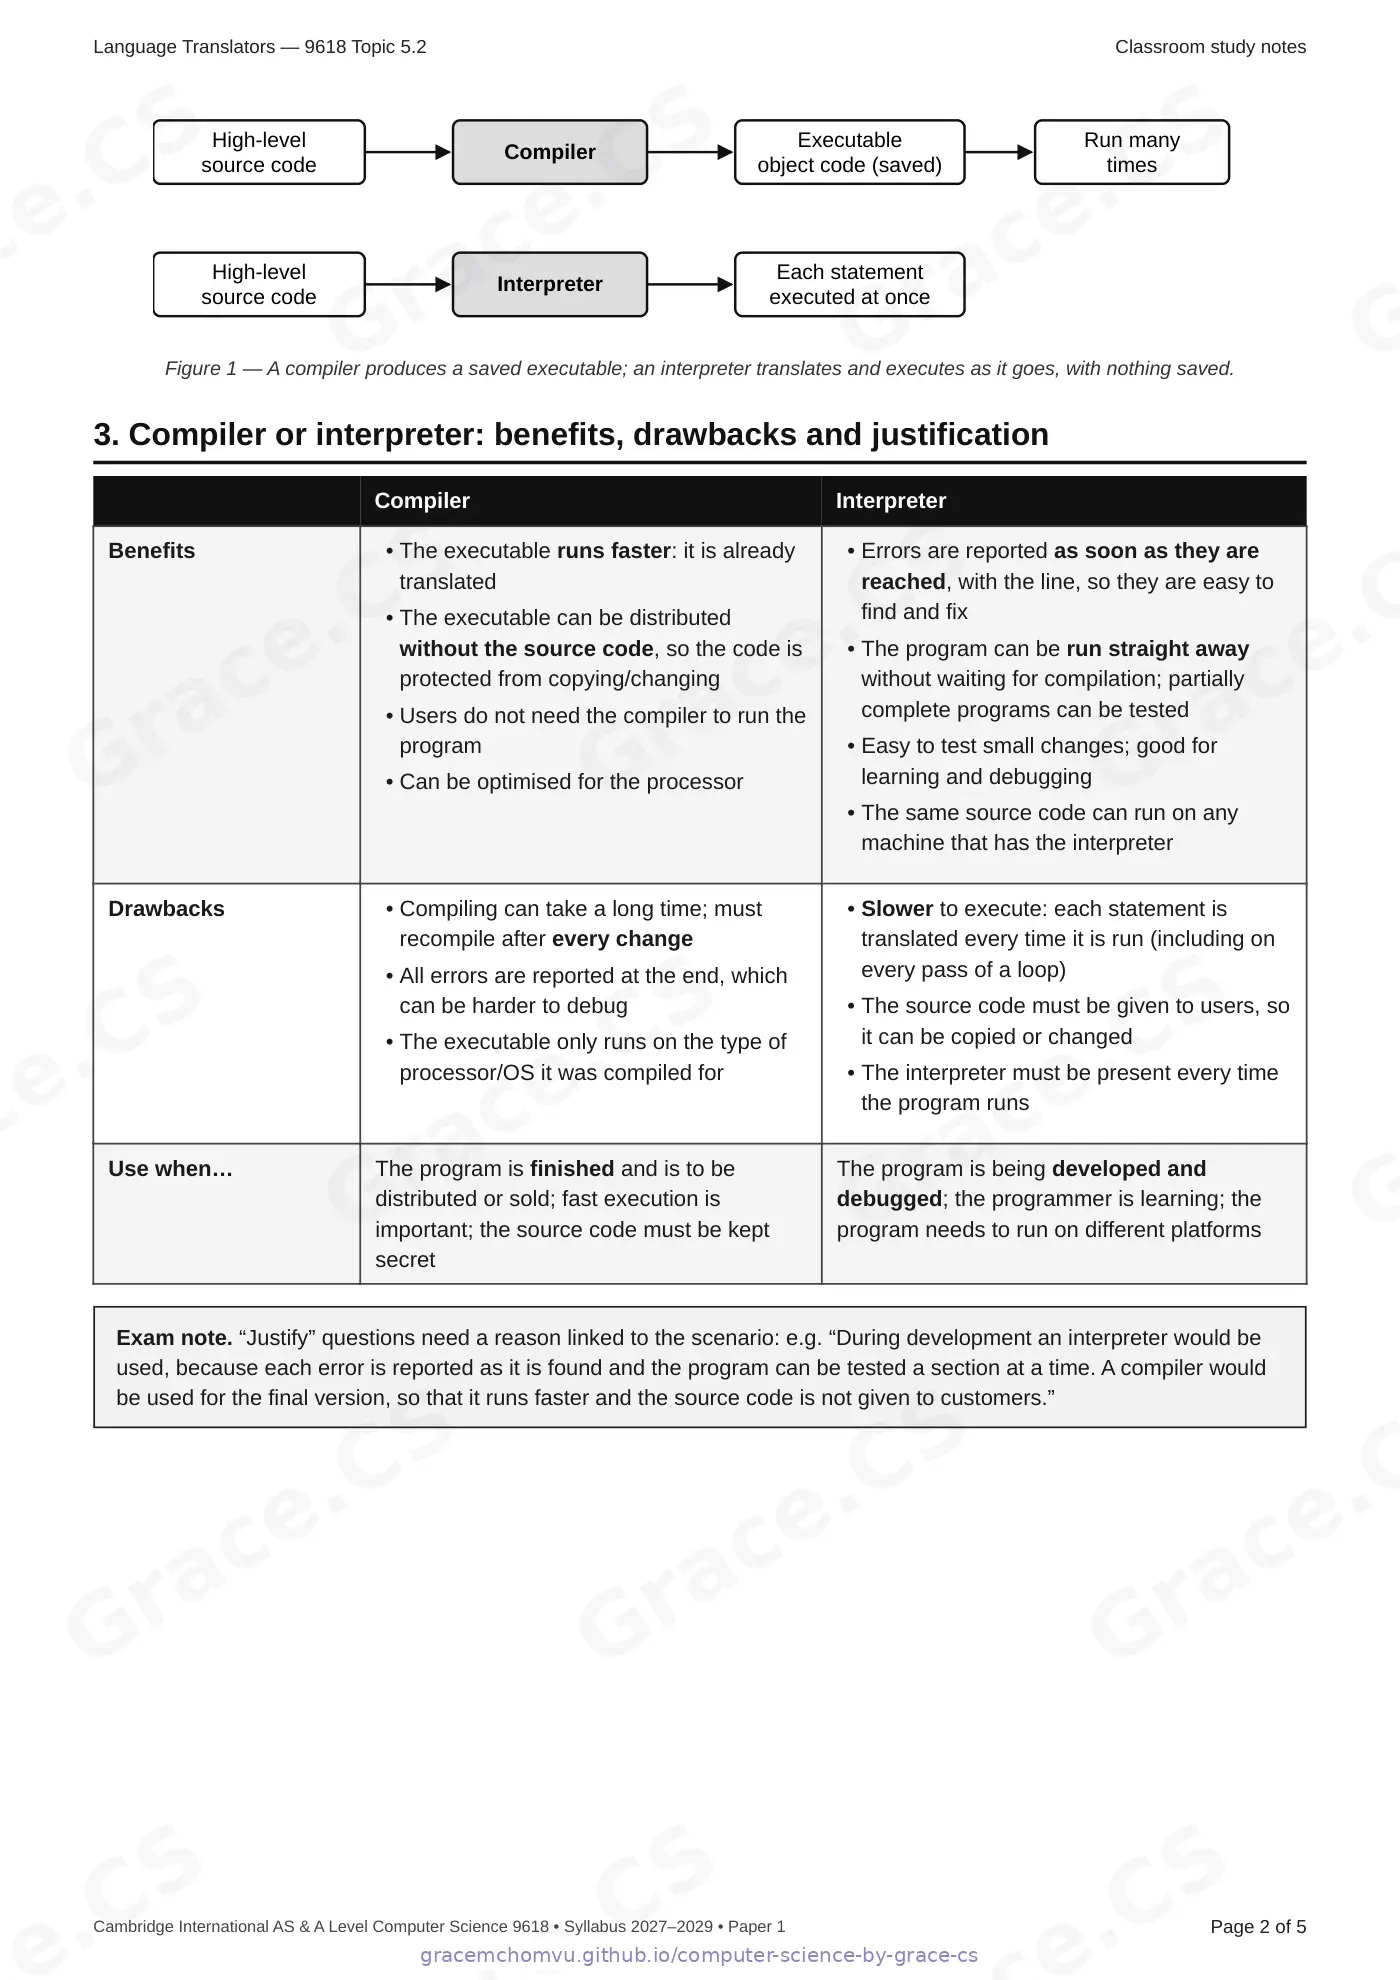 Language Translators — 9618 Topic 5.2
Classroom study notes
High-level
source code
Compiler
Executable
object code (saved)
Run many
times
High-level
source code
Interpreter
Each statement
executed at once
Figure 1 — A compiler produces a saved executable; an interpreter translates and executes as it goes, with nothing saved.
3. Compiler or interpreter: benefits, drawbacks and justification
Compiler
Interpreter
Benefits
• The executable runs faster: it is already
translated
• The executable can be distributed
without the source code, so the code is
protected from copying/changing
• Users do not need the compiler to run the
program
• Can be optimised for the processor
• Errors are reported as soon as they are
reached, with the line, so they are easy to
find and fix
• The program can be run straight away
without waiting for compilation; partially
complete programs can be tested
• Easy to test small changes; good for
learning and debugging
• The same source code can run on any
machine that has the interpreter
Drawbacks
• Compiling can take a long time; must
recompile after every change
• All errors are reported at the end, which
can be harder to debug
• The executable only runs on the type of
processor/OS it was compiled for
• Slower to execute: each statement is
translated every time it is run (including on
every pass of a loop)
• The source code must be given to users, so
it can be copied or changed
• The interpreter must be present every time
the program runs
Use when…
The program is finished and is to be
distributed or sold; fast execution is
important; the source code must be kept
secret
The program is being developed and
debugged; the programmer is learning; the
program needs to run on different platforms
Exam note. “Justify” questions need a reason linked to the scenario: e.g. “During development an interpreter would be
used, because each error is reported as it is found and the program can be tested a section at a time. A compiler would
be used for the final version, so that it runs faster and the source code is not given to customers.”
Cambridge International AS & A Level Computer Science 9618 • Syllabus 2027–2029 • Paper 1
Page 2 of 5
gracemchomvu.github.io/computer-science-by-grace-cs
Grace.CS